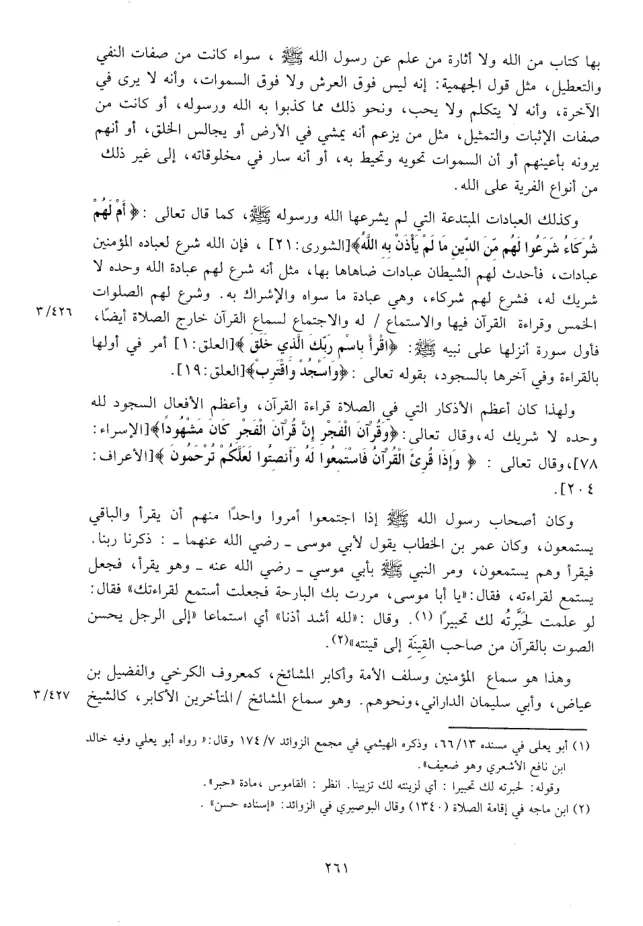 بها كتاب من الله ولا أثارة من علم عن رسول الله ﷺ ، سواء كانت من صفات النفي
والتعطيل، مثل قول الجهمية: إنه ليس فوق العرش ولا فوق السموات، وأنه لا يرى في
الآخرة، وأنه لا يتكلم ولا يحب، ونحو ذلك مما كذبوا به الله ورسوله، أو كانت من
صفات الإثبات والتمثيل، مثل من يزعم أنه يمشي في الأرض أو يجالس الخلق، أو أنهم
يرونه بأعينهم أو أن السموات تحويه وتحيط به، أو أنه سار في مخلوقاته، إلى غير ذلك
من أنواع الفرية على الله.
وكذلك العبادات المبتدعة التي لم يشرعها الله ورسوله ﷺ، كما قال تعالى :﴿ أَمْ لَهُمْ
شُرَكَاءُ شَرَعُوا لَهُم مِّنَ الدِّينِ مَا لَمْ يَأْذَنْ بِهِ اللَّهُ﴾[الشورى:٢١] ، فإن الله شرع لعباده المؤمنين
عبادات، فأحدث لهم الشيطان عبادات ضاهاها بها، مثل أنه شرع لهم عبادة الله وحده لا
شريك له، فشرع لهم شركاء، وهي عبادة ما سواه والإشراك به. وشرع لهم الصلوات
الخمس وقراءة القرآن فيها والاستماع / له والاجتماع لسماع القرآن خارج الصلاة أيضًا، ٣/٤٢٦
فأول سورة أنزلها على نبيه ﷺ: ﴿اقْرَأْ بِاسْمِ رَبِّكَ الَّذِي خَلَقَ ﴾[العلق:١] أمر في أولها
بالقراءة وفي آخرها بالسجود، بقوله تعالى : ﴿وَاسْجُدْ وَاقْتَرِبْ﴾[العلق:١٩].
ولهذا كان أعظم الأذكار التي في الصلاة قراءة القرآن، وأعظم الأفعال السجود لله
وحده لا شريك له،وقال تعالى:﴿وَقُرْآنَ الْفَجْرِ إِنَّ قُرْآنَ الْفَجْرِ كَانَ مَشْهُودًا﴾[الإسراء:
٧٨]،وقال تعالى : ﴿ وَإِذَا قُرِئَ الْقُرْآنُ فَاسْتَمِعُوا لَهُ وَأَنصِتُوا لَعَلَّكُمْ تُرْحَمُونَ ﴾[الأعراف:
٢٠٤].
وكان أصحاب رسول الله ﷺ إذا اجتمعوا أمروا واحدًا منهم أن يقرأ والباقي
يستمعون، وكان عمر بن الخطاب يقول لأبي موسى ـ رضي الله عنهما ـ : ذكرنا ربنا.
فيقرأ وهم يستمعون، ومر النبي ﷺ بأبي موسي ـ رضي الله عنه ـ وهو يقرأ، فجعل
يستمع لقراءته، فقال: «يا أبا موسى، مررت بك البارحة فجعلت أستمع لقراءتك» فقال:
لو علمت لَحَبَّرتُه لك تحبيرًا (١). وقال : «لله أشد أذنا» أي استماعا «إلى الرجل يحسن
الصوت بالقرآن من صاحب القَينَة إلى قينته»(٢).
وهذا هو سماع المؤمنين وسلف الأمة وأكابر المشائخ، كمعروف الكرخي والفضيل بن
عياض، وأبي سليمان الداراني،ونحوهم. وهو سماع المشائخ /المتأخرين الأكابر، كالشيخ ٣/٤٢٧
(١) أبو يعلى في مسنده ٦٦/١٣، وذكره الهيثمي في مجمع الزوائد ١٧٤/٧ وقال:« رواه أبو يعلي وفيه خالد
ابن نافع الأشعري وهو ضعيف».
وقوله: لحبرته لك تحبيرا : أي لزينته لك تزيينا. انظر : القاموس ،مادة «حبر».
(٢) ابن ماجه في إقامة الصلاة (١٣٤٠) وقال البوصيري في الزوائد: «إسناده حسن» .
٢٦١